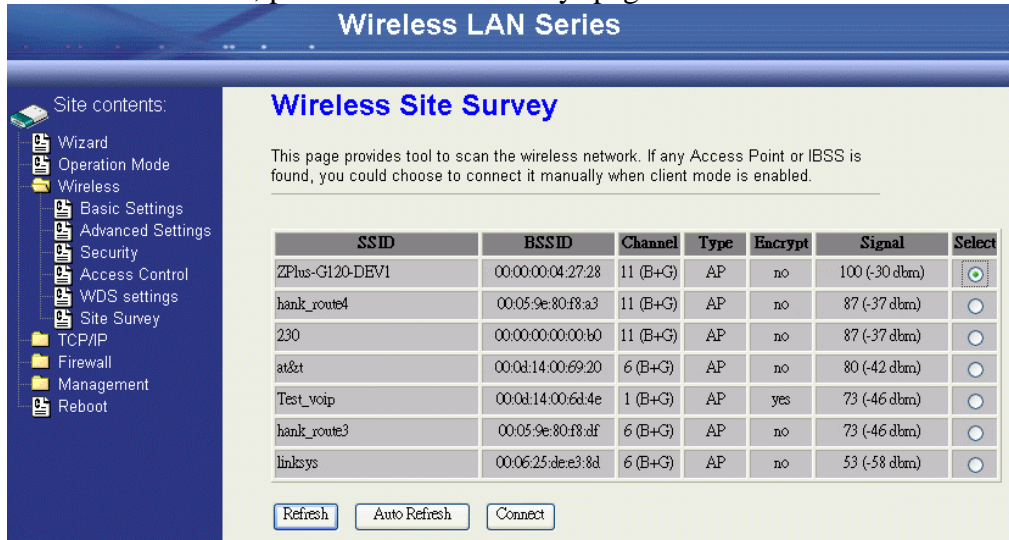 Wireless LAN Series
Site contents:
Wizard
Operation Mode
Wireless
Basic Settings
Advanced Settings
Security
Access Control
WDS settings
Site Survey
TCP/IP
Firewall
Management
Reboot
Wireless Site Survey
This page provides tool to scan the wireless network. If any Access Point or IBSS is
found, you could choose to connect it manually when client mode is enabled.
SSID BSSID Channel Type Encrypt Signal Select
ZPlus-G120-DEV1 00:00:00:04:27:28 11 (B+G) AP no 100 (-30 dbm)
hank_route4 00:05:9e:80:f8:a3 11 (B+G) AP no 87 (-37 dbm)
230 00:00:00:00:00:b0 11 (B+G) AP no 87 (-37 dbm)
at&t 00:0d:14:00:69:20 6 (B+G) AP no 80 (-42 dbm)
Test_voip 00:0d:14:00:6d:4e 1 (B+G) AP yes 73 (-46 dbm)
hank_route3 00:05:9e:80:f8:df 6 (B+G) AP no 73 (-46 dbm)
linksys 00:06:25:de:e3:8d 6 (B+G) AP no 53 (-58 dbm)
Refresh Auto Refresh Connect